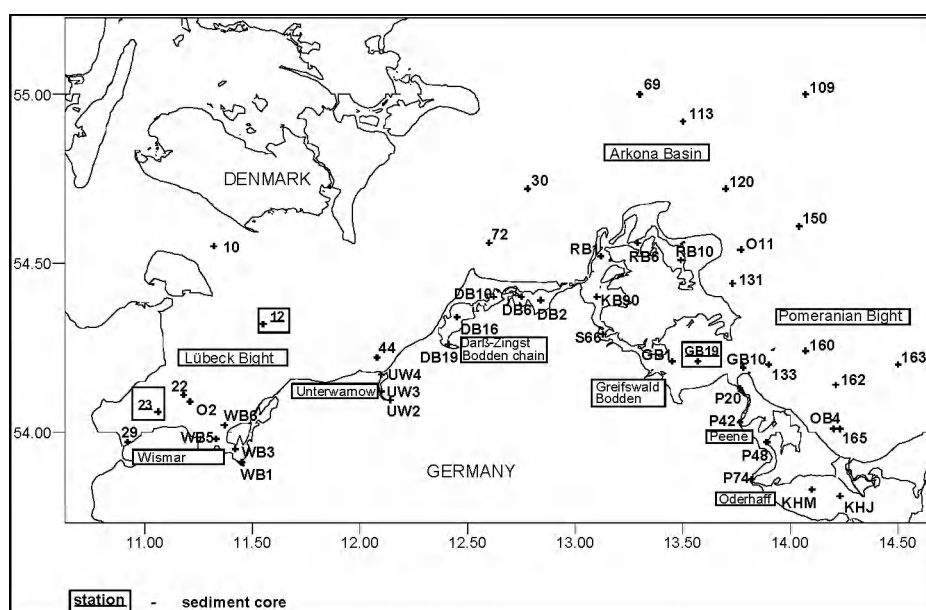 69
109
55.00
113
Arkona Basin
DENMARK
30
120
150
72
O11
10
RB1
RB6
RB10
54.50
131
DB10
DB6
DB2
KB90
12
DB16
Pomeranian Bight
S66
Darß-Zingst
Bodden chain
Lübeck Bight
44
DB19
GB1
GB19
GB10
160
163
133
UW4
Unterwarnow
UW3
UW2
Greifswald
Bodden
162
22
23
O2
P20
WB6
P42
OB4
54.00
29
WB5
Peene
165
Wismar
WB3
P48
WB1
GERMANY
P74
Oderhaff
KHM
KHJ
11.00
11.50
12.00
12.50
13.00
13.50
14.00
14.50
station - sediment core